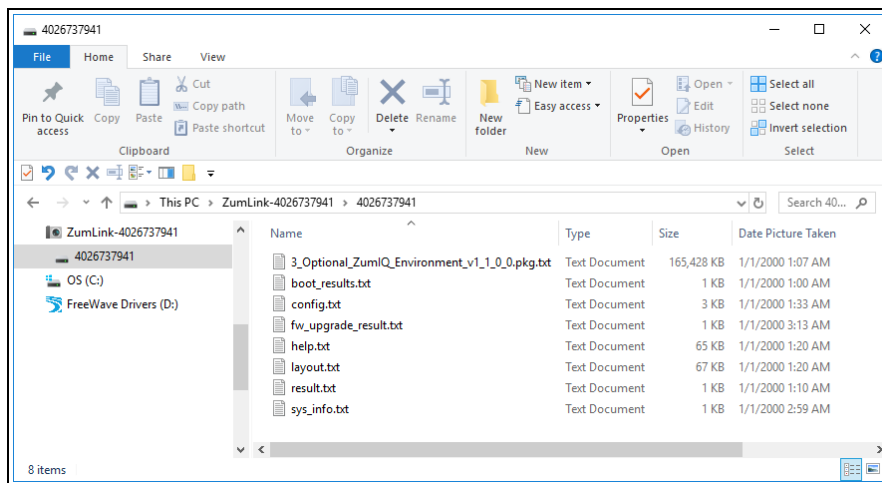 4026737941
File Home Share View
Pin to Quick access
Copy
Paste
Cut
Copy path
Paste shortcut
Clipboard
Move to
Copy to
Delete
Rename
Organize
New folder
New item
Easy access
New
Properties
Open
Edit
History
Open
Select all
Select none
Invert selection
Select
This PC > ZumLink-4026737941 > 4026737941
Search 40...
ZumLink-4026737941
4026737941
OS (C:)
FreeWave Drivers (D:)
Name Type Size Date Picture Taken
3_Optional_ZumIQ_Environment_v1_1_0_0.pkg.txt Text Document 165,428 KB 1/1/2000 1:07 AM
boot_results.txt Text Document 1 KB 1/1/2000 1:00 AM
config.txt Text Document 3 KB 1/1/2000 1:33 AM
fw_upgrade_result.txt Text Document 1 KB 1/1/2000 3:13 AM
help.txt Text Document 65 KB 1/1/2000 1:20 AM
layout.txt Text Document 67 KB 1/1/2000 1:20 AM
result.txt Text Document 1 KB 1/1/2000 1:10 AM
sys_info.txt Text Document 1 KB 1/1/2000 2:59 AM
8 items